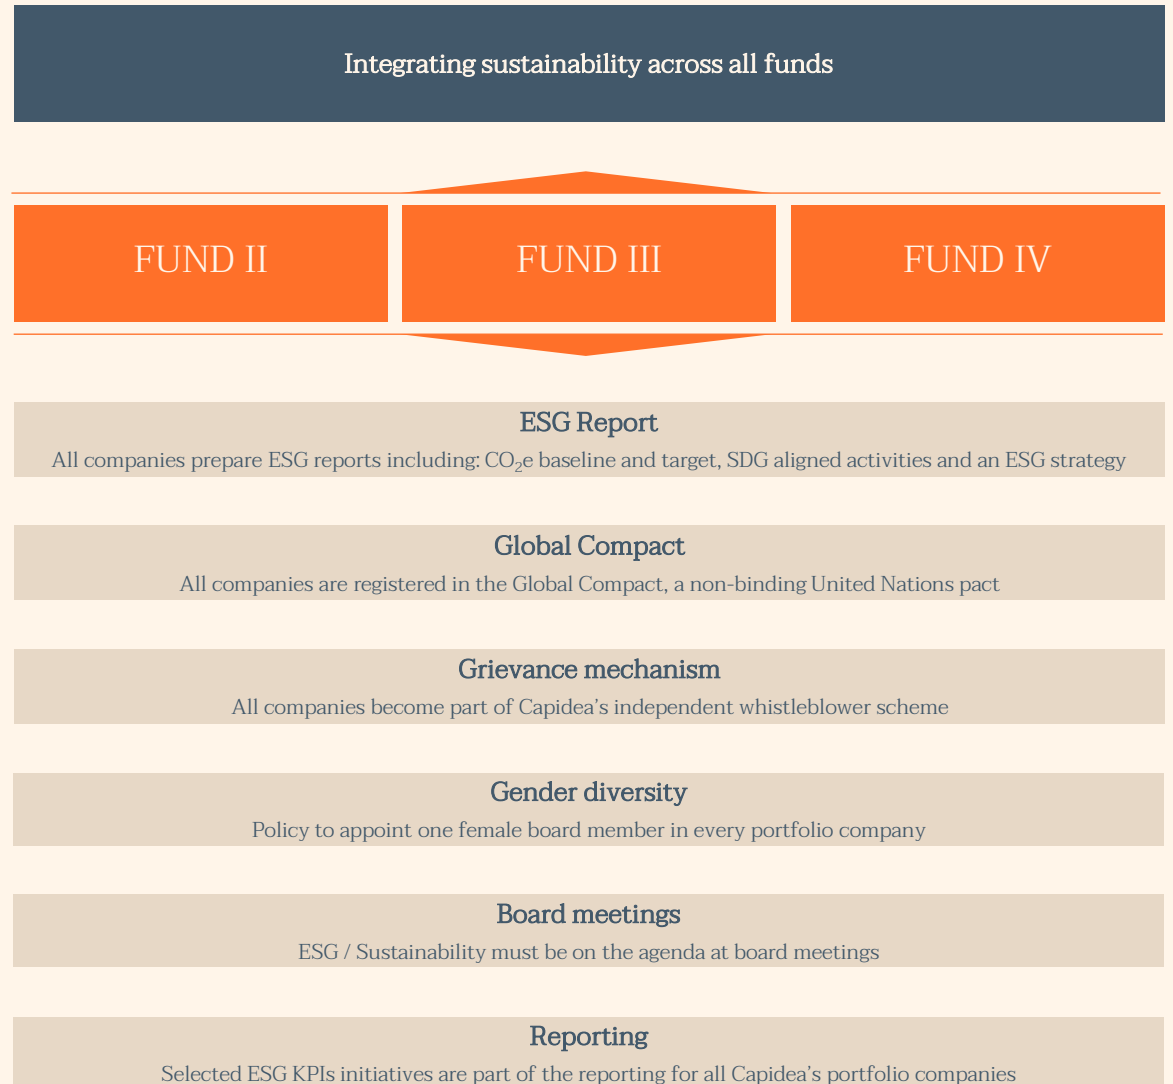 Integrating sustainability across all funds
FUND II
FUND III
FUND IV
ESG Report
All companies prepare ESG reports including: CO₂e baseline and target, SDG aligned activities and an ESG strategy
Global Compact
All companies are registered in the Global Compact, a non-binding United Nations pact
Grievance mechanism
All companies become part of Capidea’s independent whistleblower scheme
Gender diversity
Policy to appoint one female board member in every portfolio company
Board meetings
ESG / Sustainability must be on the agenda at board meetings
Reporting
Selected ESG KPIs initiatives are part of the reporting for all Capidea’s portfolio companies